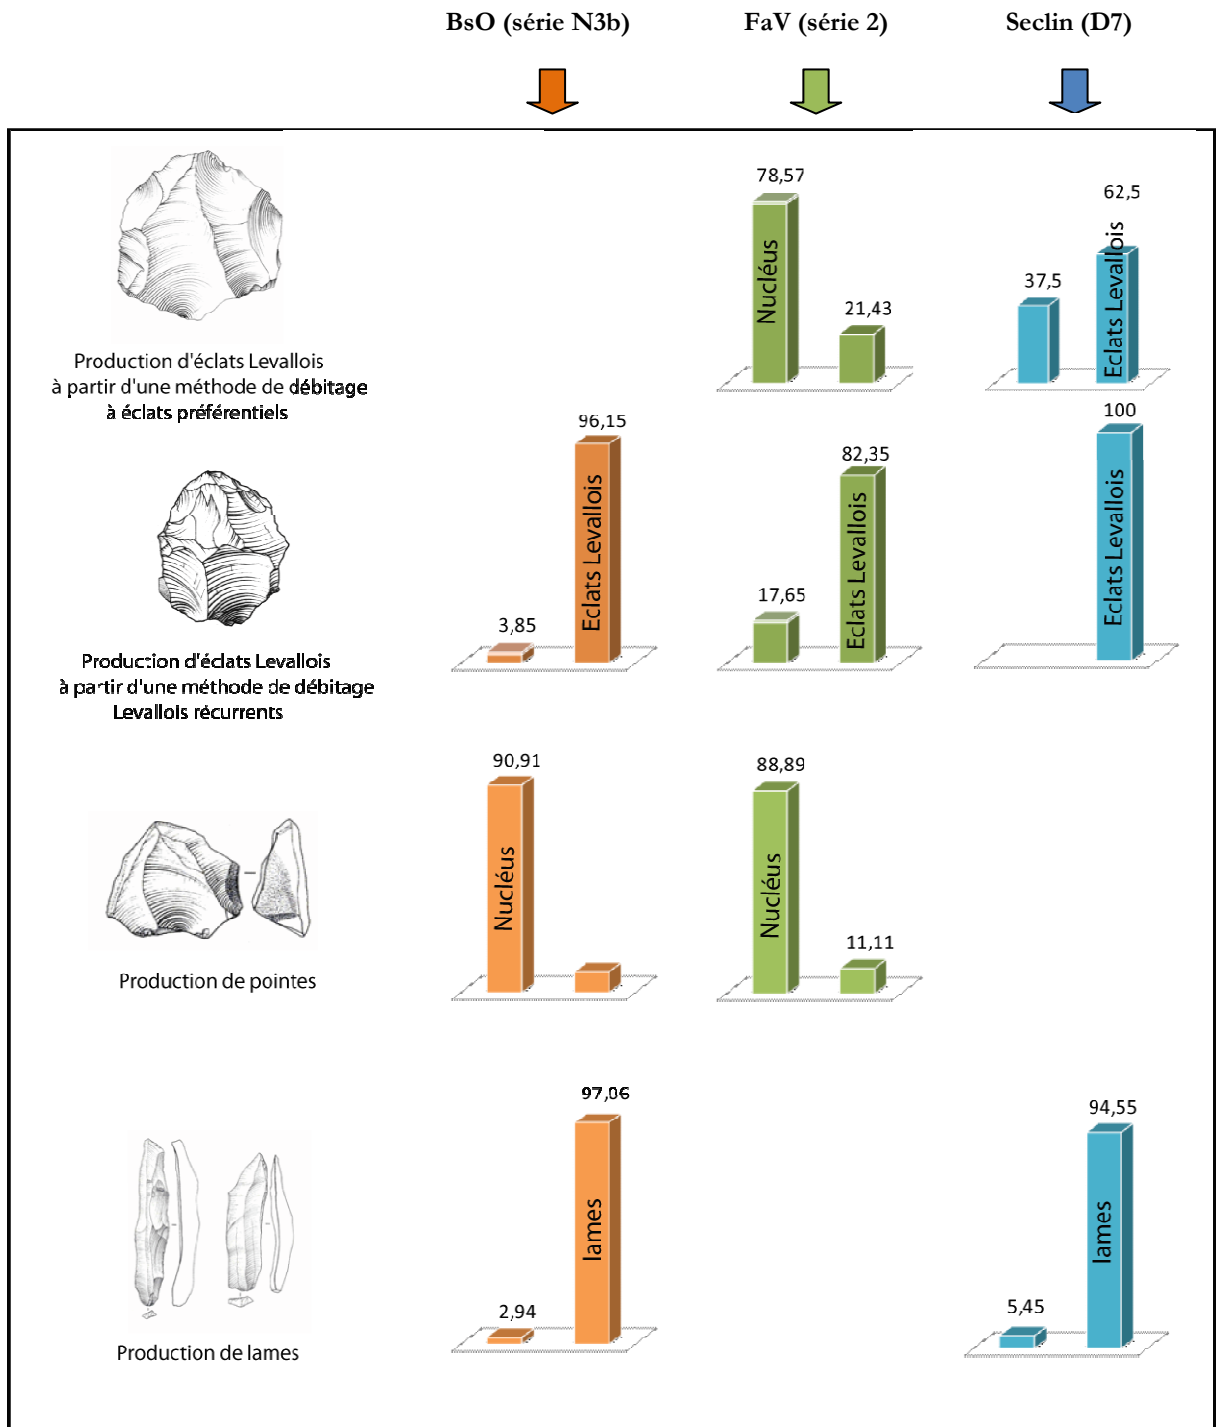 BsO (série N3b) FaV (série 2) Seclin (D7)
78,57
Nucléus
21,43
37,5
62,5
Eclats Levallois
Production d'éclats Levallois
à partir d'une méthode de débitage
à éclats préférentiels
3,85
96,15
Eclats Levallois
17,65
82,35
Eclats Levallois
100
Eclats Levallois
Production d'éclats Levallois
à partir d'une méthode de débitage
Levallois récurrents
90,91
Nucléus
88,89
Nucléus
11,11
Production de pointes
2,94
97,06
lames
5,45
94,55
lames
Production de lames